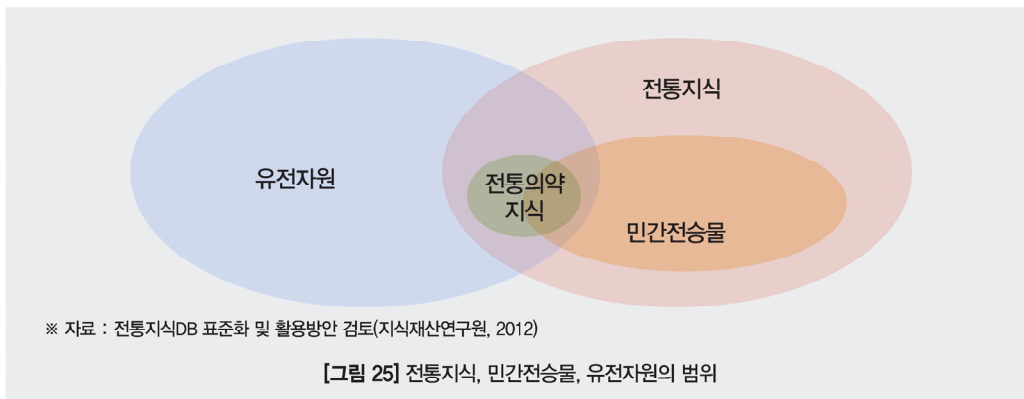 전통지식
유전자원
전통의약
지식
민간전승물
※ 자료 : 전통지식DB 표준화 및 활용방안 검토(지식재산연구원, 2012)
[그림 25] 전통지식, 민간전승물, 유전자원의 범위